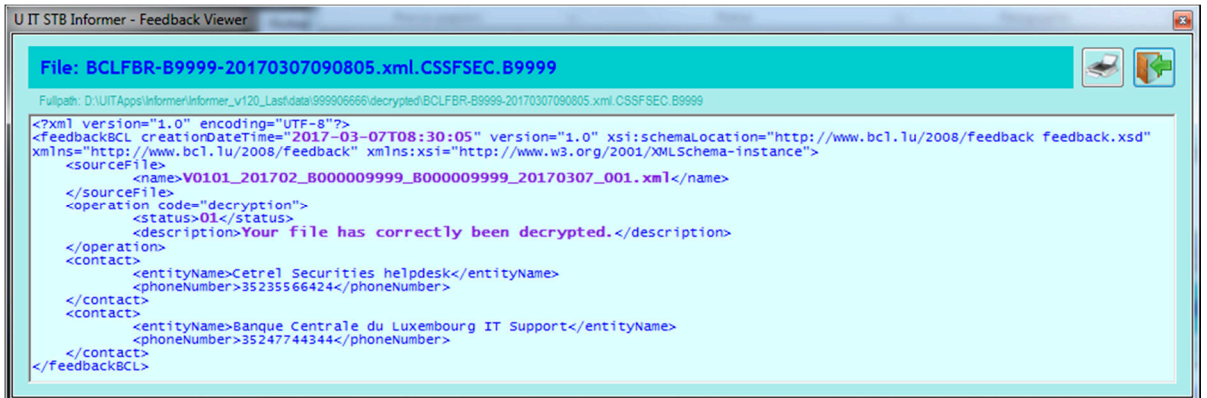 U IT STB Informer - Feedback Viewer
File: BCLFBR-B9999-20170307090805.xml.CSSFSEC.B9999
Fullpath: D:\UITApps\Informer\Informer_v120_Last\data\999906666\decrypted\BCLFBR-B9999-20170307090805.xml.CSSFSEC.B9999
<?xml version="1.0" encoding="UTF-8"?>
<feedbackBCL creationDateTime="2017-03-07T08:30:05" version="1.0" xsi:schemaLocation="http://www.bcl.lu/2008/feedback feedback.xsd"
xmlns="http://www.bcl.lu/2008/feedback" xmlns:xsi="http://www.w3.org/2001/XMLSchema-instance">
<sourceFile>
<name>V0101_201702_B000009999_B000009999_20170307_001.xml</name>
</sourceFile>
<operation code="decryption">
<status>01</status>
<description>Your file has correctly been decrypted.</description>
</operation>
<contact>
<entityName>Cetrel Securities helpdesk</entityName>
<phoneNumber>35235566424</phoneNumber>
</contact>
<contact>
<entityName>Banque Centrale du Luxembourg IT Support</entityName>
<phoneNumber>35247744344</phoneNumber>
</contact>
</feedbackBCL>